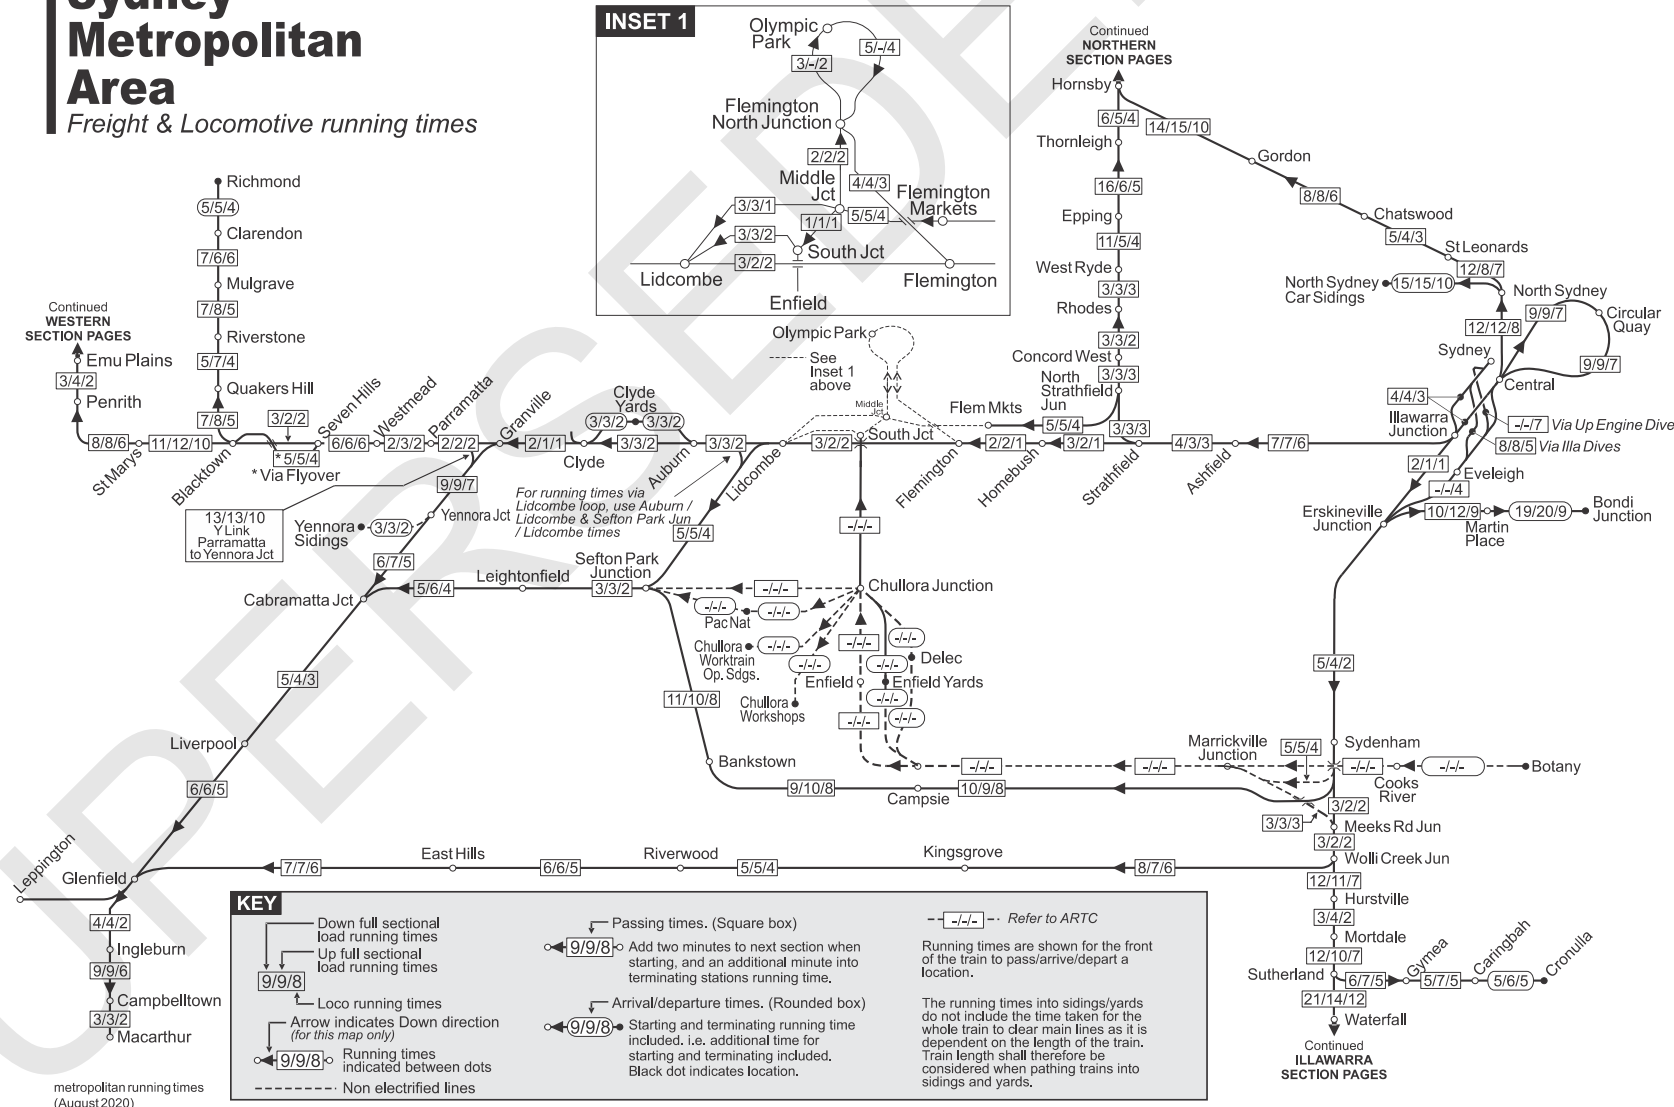 Sydney
Metropolitan
Area
Freight & Locomotive running times
INSET 1
Olympic
Park
5/-/4
3/-/2
Flemington
North Junction
2/2/2
Middle
Jct
4/4/3
Flemington
Markets
3/3/1
5/5/4
1/1/1
3/3/2
South Jct
3/2/2
Lidcombe
Flemington
Enfield
Continued
NORTHERN
SECTION PAGES
Hornsby
6/5/4
14/15/10
Thornleigh
Gordon
16/6/5
8/8/6
Epping
Chatswood
11/5/4
5/4/3
St Leonards
West Ryde
12/8/7
3/3/3
North Sydney
Car Sidings
15/15/10
North Sydney
Rhodes
9/9/7
Circular
Quay
3/3/2
12/12/8
Concord West
Sydney
3/3/3
9/9/7
North
Strathfield
Jun
Central
4/4/3
Illawarra
Junction
-/-/7 Via Up Engine Dive
8/8/5 Via Illa Dives
Richmond
5/5/4
Clarendon
7/6/6
Mulgrave
7/8/5
Riverstone
5/7/4
Quakers Hill
7/8/5
Continued
WESTERN
SECTION PAGES
Emu Plains
3/4/2
Penrith
8/8/6
St Marys
11/12/10
Blacktown
3/2/2
* 5/5/4
* Via Flyover
Seven Hills
6/6/6
Westmead
2/3/2
Parramatta
2/2/2
Granville
2/1/1
Clyde
Clyde
Yards
3/3/2
3/3/2
3/3/2
Auburn
3/3/2
Lidcombe
3/2/2
Olympic Park
See
Inset 1
above
Middle
Jct
South Jct
Flem Mkts
5/5/4
Flemington
2/2/1
Homebush
3/2/1
3/3/3
Strathfield
4/3/3
Ashfield
7/7/6
2/1/1
Eveleigh
-/-/4
Erskineville
Junction
10/12/9
Martin
Place
19/20/9
Bondi
Junction
9/9/7
13/13/10
Y Link
Parramatta
to Yennora Jct
Yennora
Sidings
3/3/2
Yennora Jct
For running times via
Lidcombe loop, use Auburn /
Lidcombe & Sefton Park Jun
/ Lidcombe times
5/5/4
6/7/5
Sefton Park
Junction
Cabramatta Jct
5/6/4
Leightonfield
3/3/2
-/-/-
-/-/-
Chullora Junction
-/-/-
Pac Nat
-/-/-
Chullora
Worktrain
Op. Sdgs.
-/-/-
-/-/-
Chullora
Workshops
-/-/-
-/-/-
-/-/-
Delec
Enfield
Enfield Yards
-/-/-
-/-/-
-/-/-
5/4/3
11/10/8
5/4/2
Liverpool
Bankstown
-/-/-
-/-/-
Marrickville
Junction
5/5/4
Sydenham
-/-/-
Cooks
River
-/-/-
Botany
6/6/5
9/10/8
Campsie
10/9/8
3/2/2
3/3/3
Meeks Rd Jun
3/2/2
Wolli Creek Jun
Leppington
Glenfield
7/7/6
East Hills
6/6/5
Riverwood
5/5/4
Kingsgrove
8/7/6
12/11/7
Hurstville
3/4/2
Mortdale
12/10/7
Sutherland
6/7/5
Gymea
5/7/5
Caringbah
5/6/5
Cronulla
21/14/12
Waterfall
Continued
ILLAWARRA
SECTION PAGES
4/4/2
Ingleburn
9/9/6
Campbelltown
3/3/2
Macarthur
KEY
Down full sectional
load running times
Up full sectional
load running times
9/9/8
Loco running times
Arrow indicates Down direction
(for this map only)
9/9/8
Running times
indicated between dots
Non electrified lines
Passing times. (Square box)
9/9/8
Add two minutes to next section when
starting, and an additional minute into
terminating stations running time.
Arrival/departure times. (Rounded box)
9/9/8
Starting and terminating running time
included. i.e. additional time for
starting and terminating included.
Black dot indicates location.
-/-/- Refer to ARTC
Running times are shown for the front
of the train to pass/arrive/depart a
location.
The running times into sidings/yards
do not include the time taken for the
whole train to clear main lines as it is
dependent on the length of the train.
Train length shall therefore be
considered when pathing trains into
sidings and yards.
metropolitan running times
(August 2020)
UPERSEDE